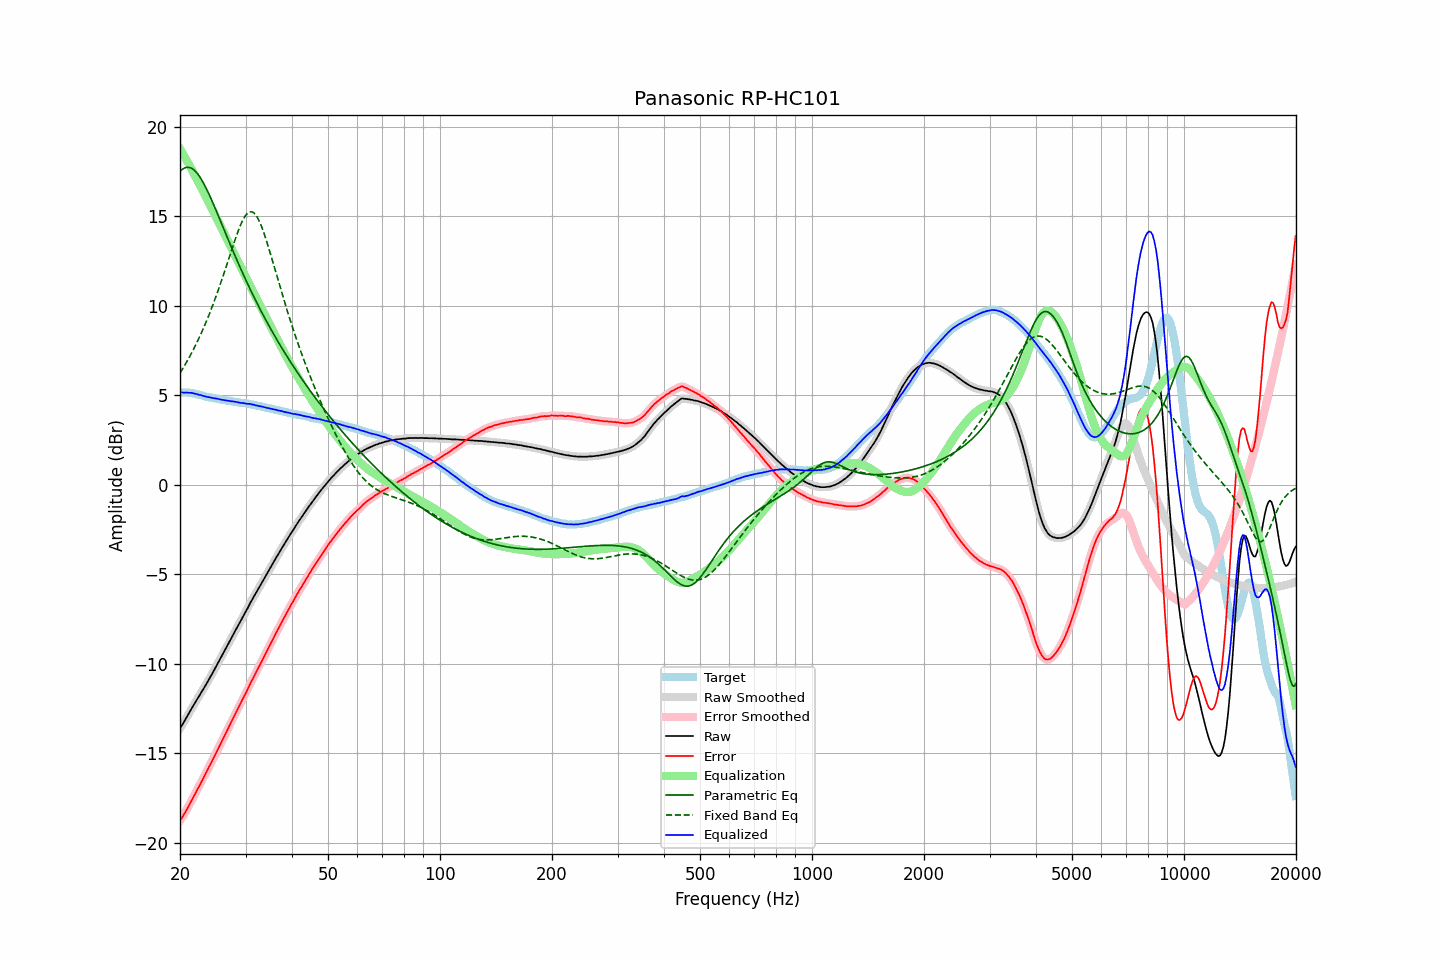 Panasonic RP-HC101
Amplitude (dBr)
20
15
10
5
0
−5
−10
−15
−20
Target
Raw Smoothed
Error Smoothed
Raw
Error
Equalization
Parametric Eq
Fixed Band Eq
Equalized
20 50 100 200 500 1000 2000 5000 10000 20000
Frequency (Hz)